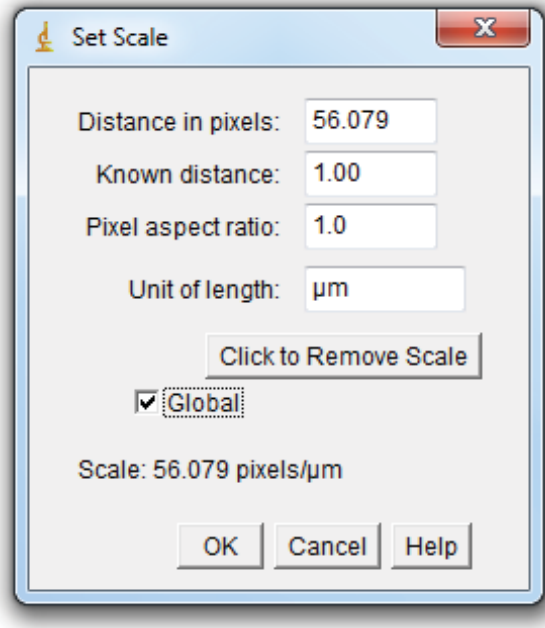 Set Scale
Distance in pixels: 56.079
Known distance: 1.00
Pixel aspect ratio: 1.0
Unit of length: µm
Click to Remove Scale
Global
Scale: 56.079 pixels/µm
OK Cancel Help